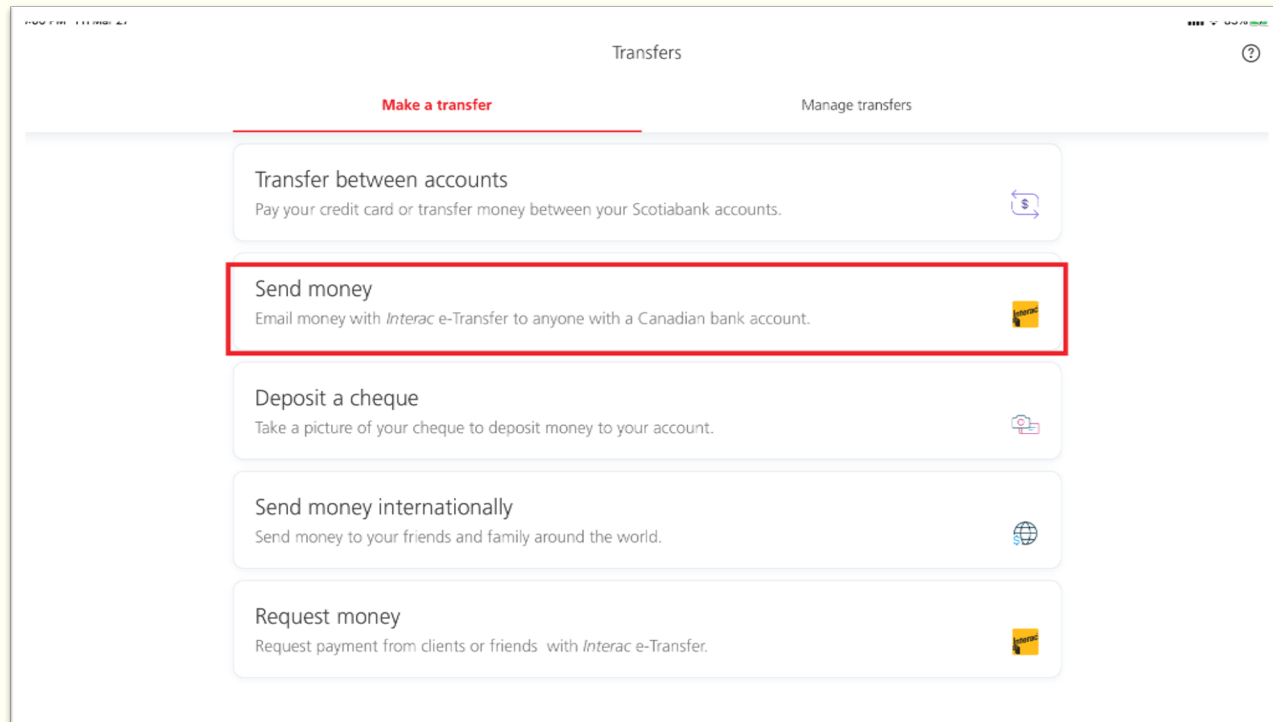 Transfers
Make a transfer
Manage transfers
Transfer between accounts
Pay your credit card or transfer money between your Scotiabank accounts.
$
Send money
Email money with Interac e-Transfer to anyone with a Canadian bank account.
Interac
Deposit a cheque
Take a picture of your cheque to deposit money to your account.
Send money internationally
Send money to your friends and family around the world.
$
Request money
Request payment from clients or friends with Interac e-Transfer.
Interac